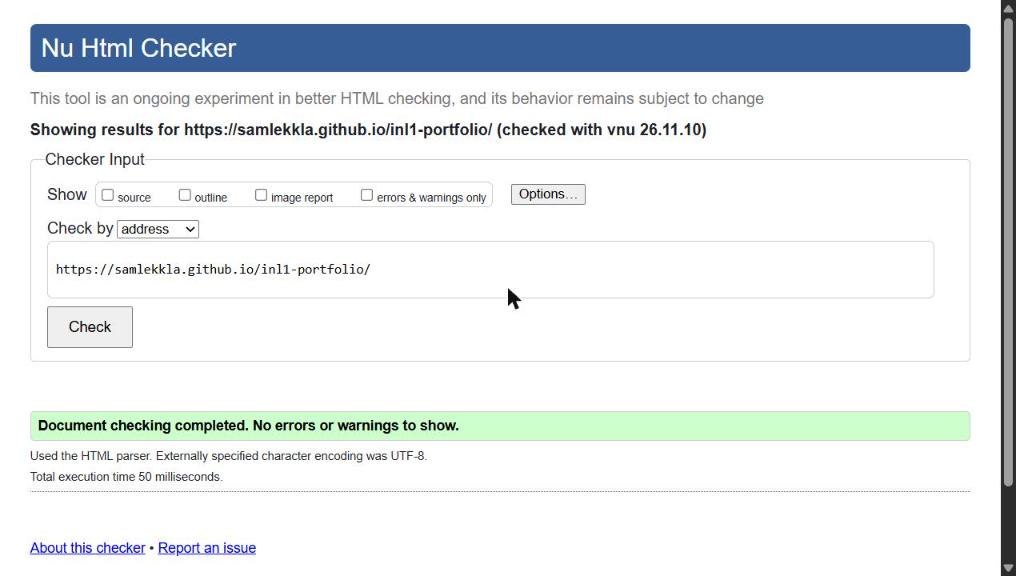 Nu Html Checker
This tool is an ongoing experiment in better HTML checking, and its behavior remains subject to change
Showing results for https://samlekkla.github.io/inl1-portfolio/ (checked with vnu 26.11.10)
Checker Input
Show source outline image report errors & warnings only Options...
Check by address
https://samlekkla.github.io/inl1-portfolio/
Check
Document checking completed. No errors or warnings to show.
Used the HTML parser. Externally specified character encoding was UTF-8.
Total execution time 50 milliseconds.
About this checker • Report an issue